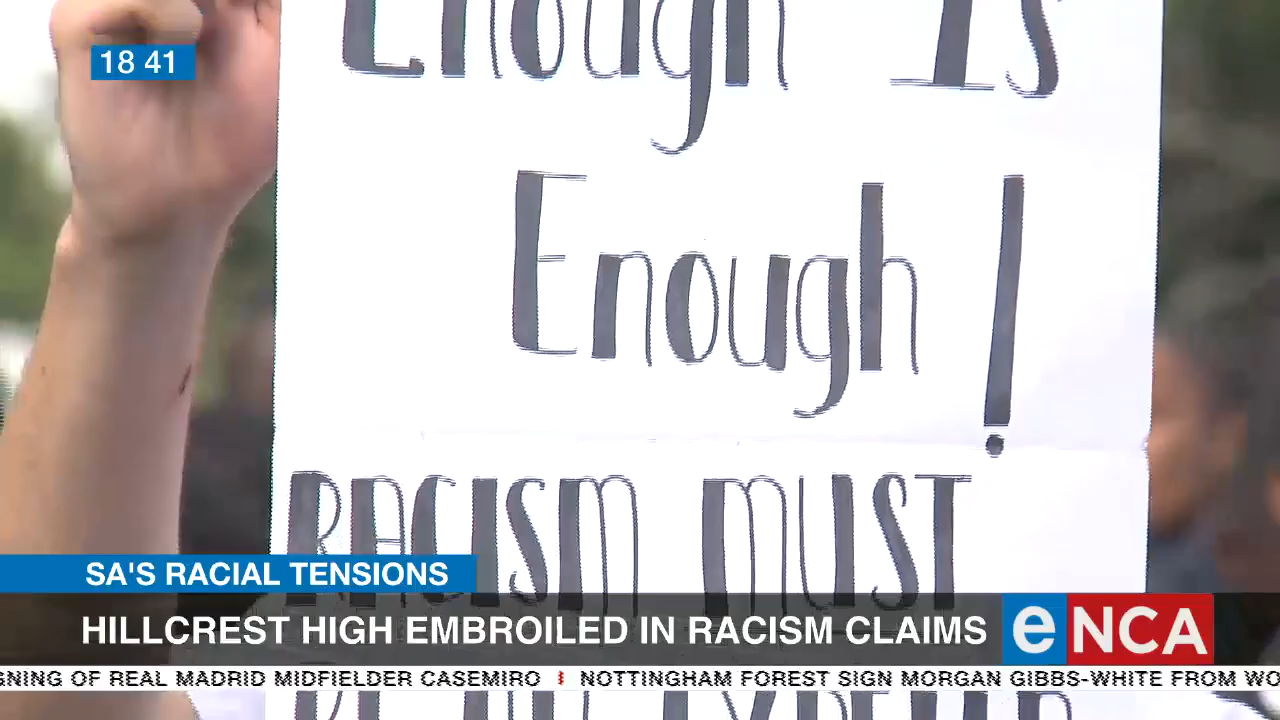 Enough Is
18 41
Enough!
RACISM MUST
SA'S RACIAL TENSIONS
HILLCREST HIGH EMBROILED IN RACISM CLAIMS
eNCA
NING OF REAL MADRID MIDFIELDER CASEMIRO NOTTINGHAM FOREST SIGN MORGAN GIBBS-WHITE FROM WO